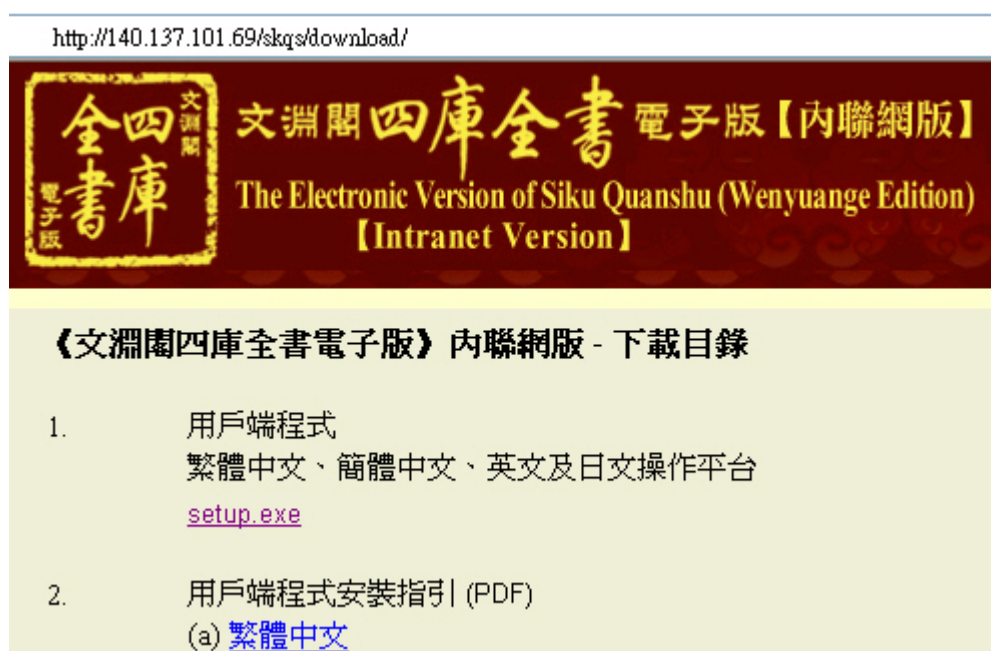 http://140.137.101.69/skqs/download/
文淵閣
四庫
全書
電子版
文淵閣四庫全書電子版【內聯網版】
The Electronic Version of Siku Quanshu (Wenyuange Edition)
【Intranet Version】
《文淵閣四庫全書電子版》內聯網版 - 下載目錄
1. 用戶端程式
繁體中文、簡體中文、英文及日文操作平台
setup.exe
2. 用戶端程式安裝指引 (PDF)
(a) 繁體中文